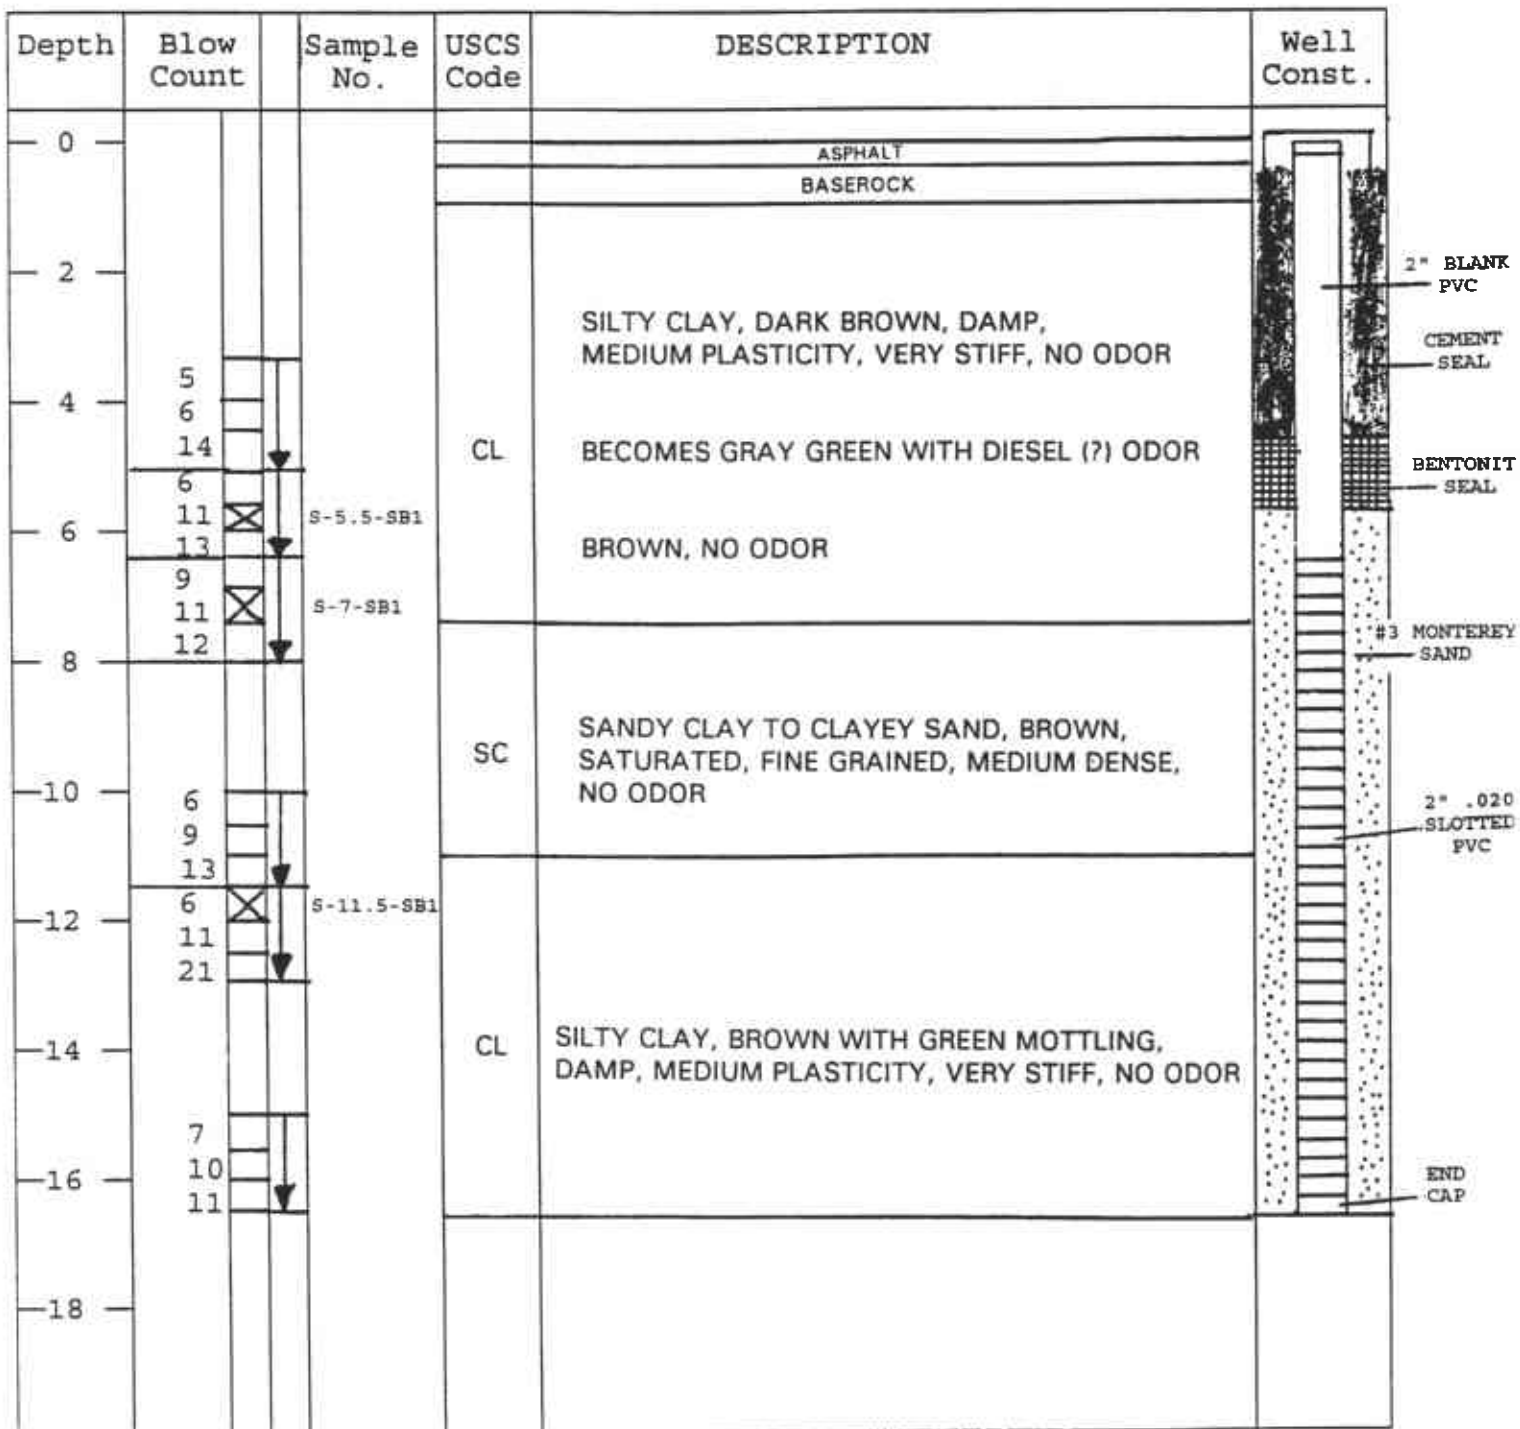 Depth
Blow
Count
Sample
No.
USCS
Code
DESCRIPTION
Well
Const.
0
ASPHALT
BASEROCK
2
2" BLANK
PVC
SILTY CLAY, DARK BROWN, DAMP,
MEDIUM PLASTICITY, VERY STIFF, NO ODOR
CEMENT
SEAL
5
4
6
14
CL
BECOMES GRAY GREEN WITH DIESEL (?) ODOR
BENTONIT
SEAL
6
11
S-5.5-SB1
6
13
BROWN, NO ODOR
9
11
S-7-SB1
12
#3 MONTEREY
SAND
8
SC
SANDY CLAY TO CLAYEY SAND, BROWN,
SATURATED, FINE GRAINED, MEDIUM DENSE,
NO ODOR
10
6
9
13
2" .020
SLOTTED
PVC
6
S-11.5-SB1
12
11
21
14
CL
SILTY CLAY, BROWN WITH GREEN MOTTLING,
DAMP, MEDIUM PLASTICITY, VERY STIFF, NO ODOR
7
10
16
11
END
CAP
18